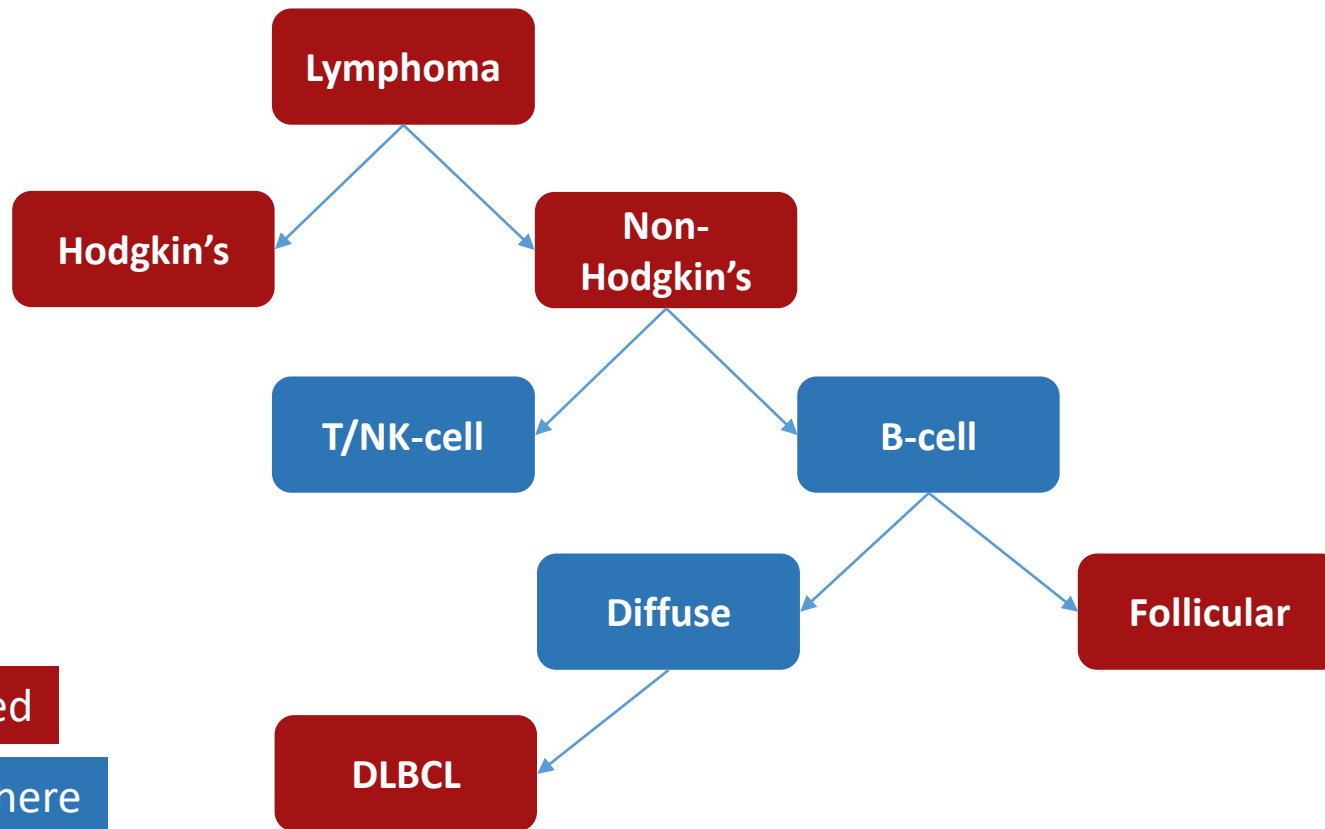 Lymphoma
Hodgkin’s
Non-
Hodgkin’s
T/NK-cell
B-cell
Diffuse
Follicular
DLBCL
ed
here